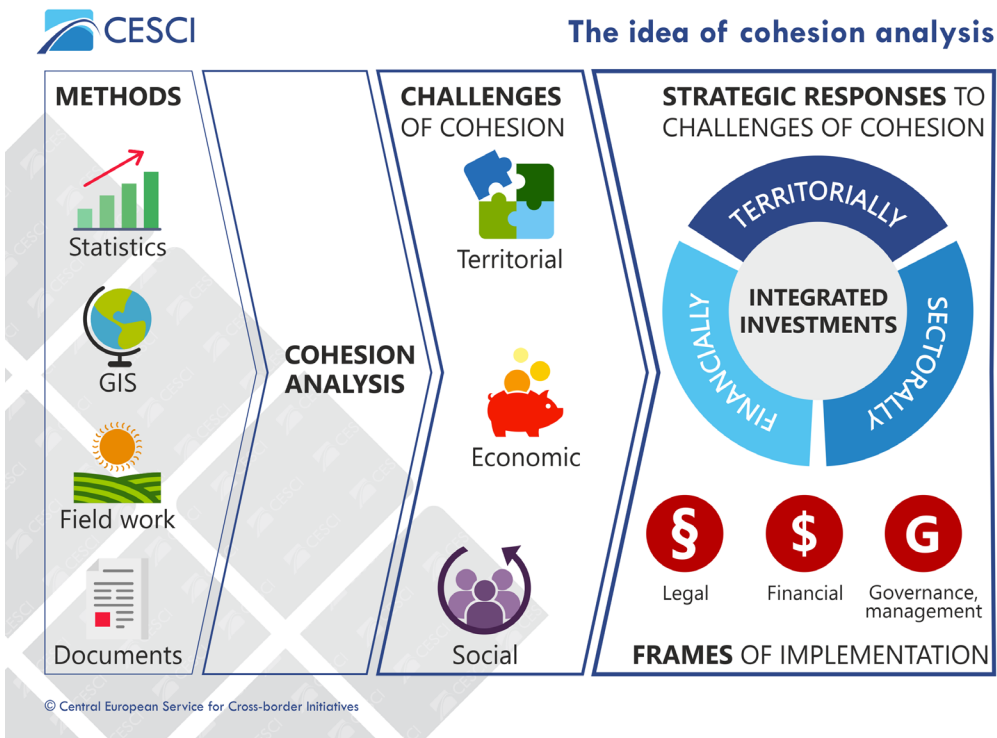 CESCI
The idea of cohesion analysis
METHODS
Statistics
GIS
Field work
Documents
COHESION
ANALYSIS
CHALLENGES
OF COHESION
Territorial
Economic
Social
STRATEGIC RESPONSES TO
CHALLENGES OF COHESION
TERRITORIALLY
FINANCIALLY
SECTORALLY
INTEGRATED
INVESTMENTS
§
$
G
Legal
Financial
Governance,
management
FRAMES OF IMPLEMENTATION
© Central European Service for Cross-border Initiatives